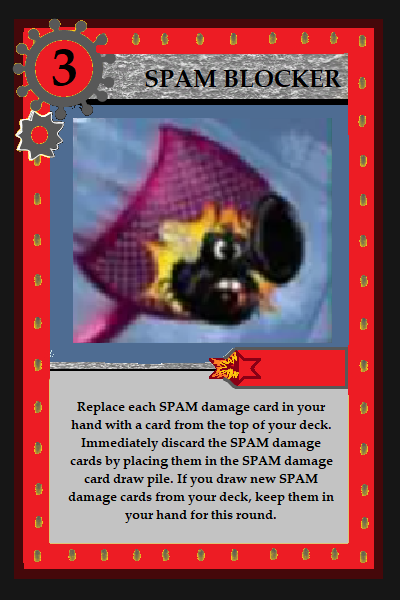 3
SPAM BLOCKER
Replace each SPAM damage card in your
hand with a card from the top of your deck.
Immediately discard the SPAM damage
cards by placing them in the SPAM damage
card draw pile. If you draw new SPAM
damage cards from your deck, keep them in
your hand for this round.